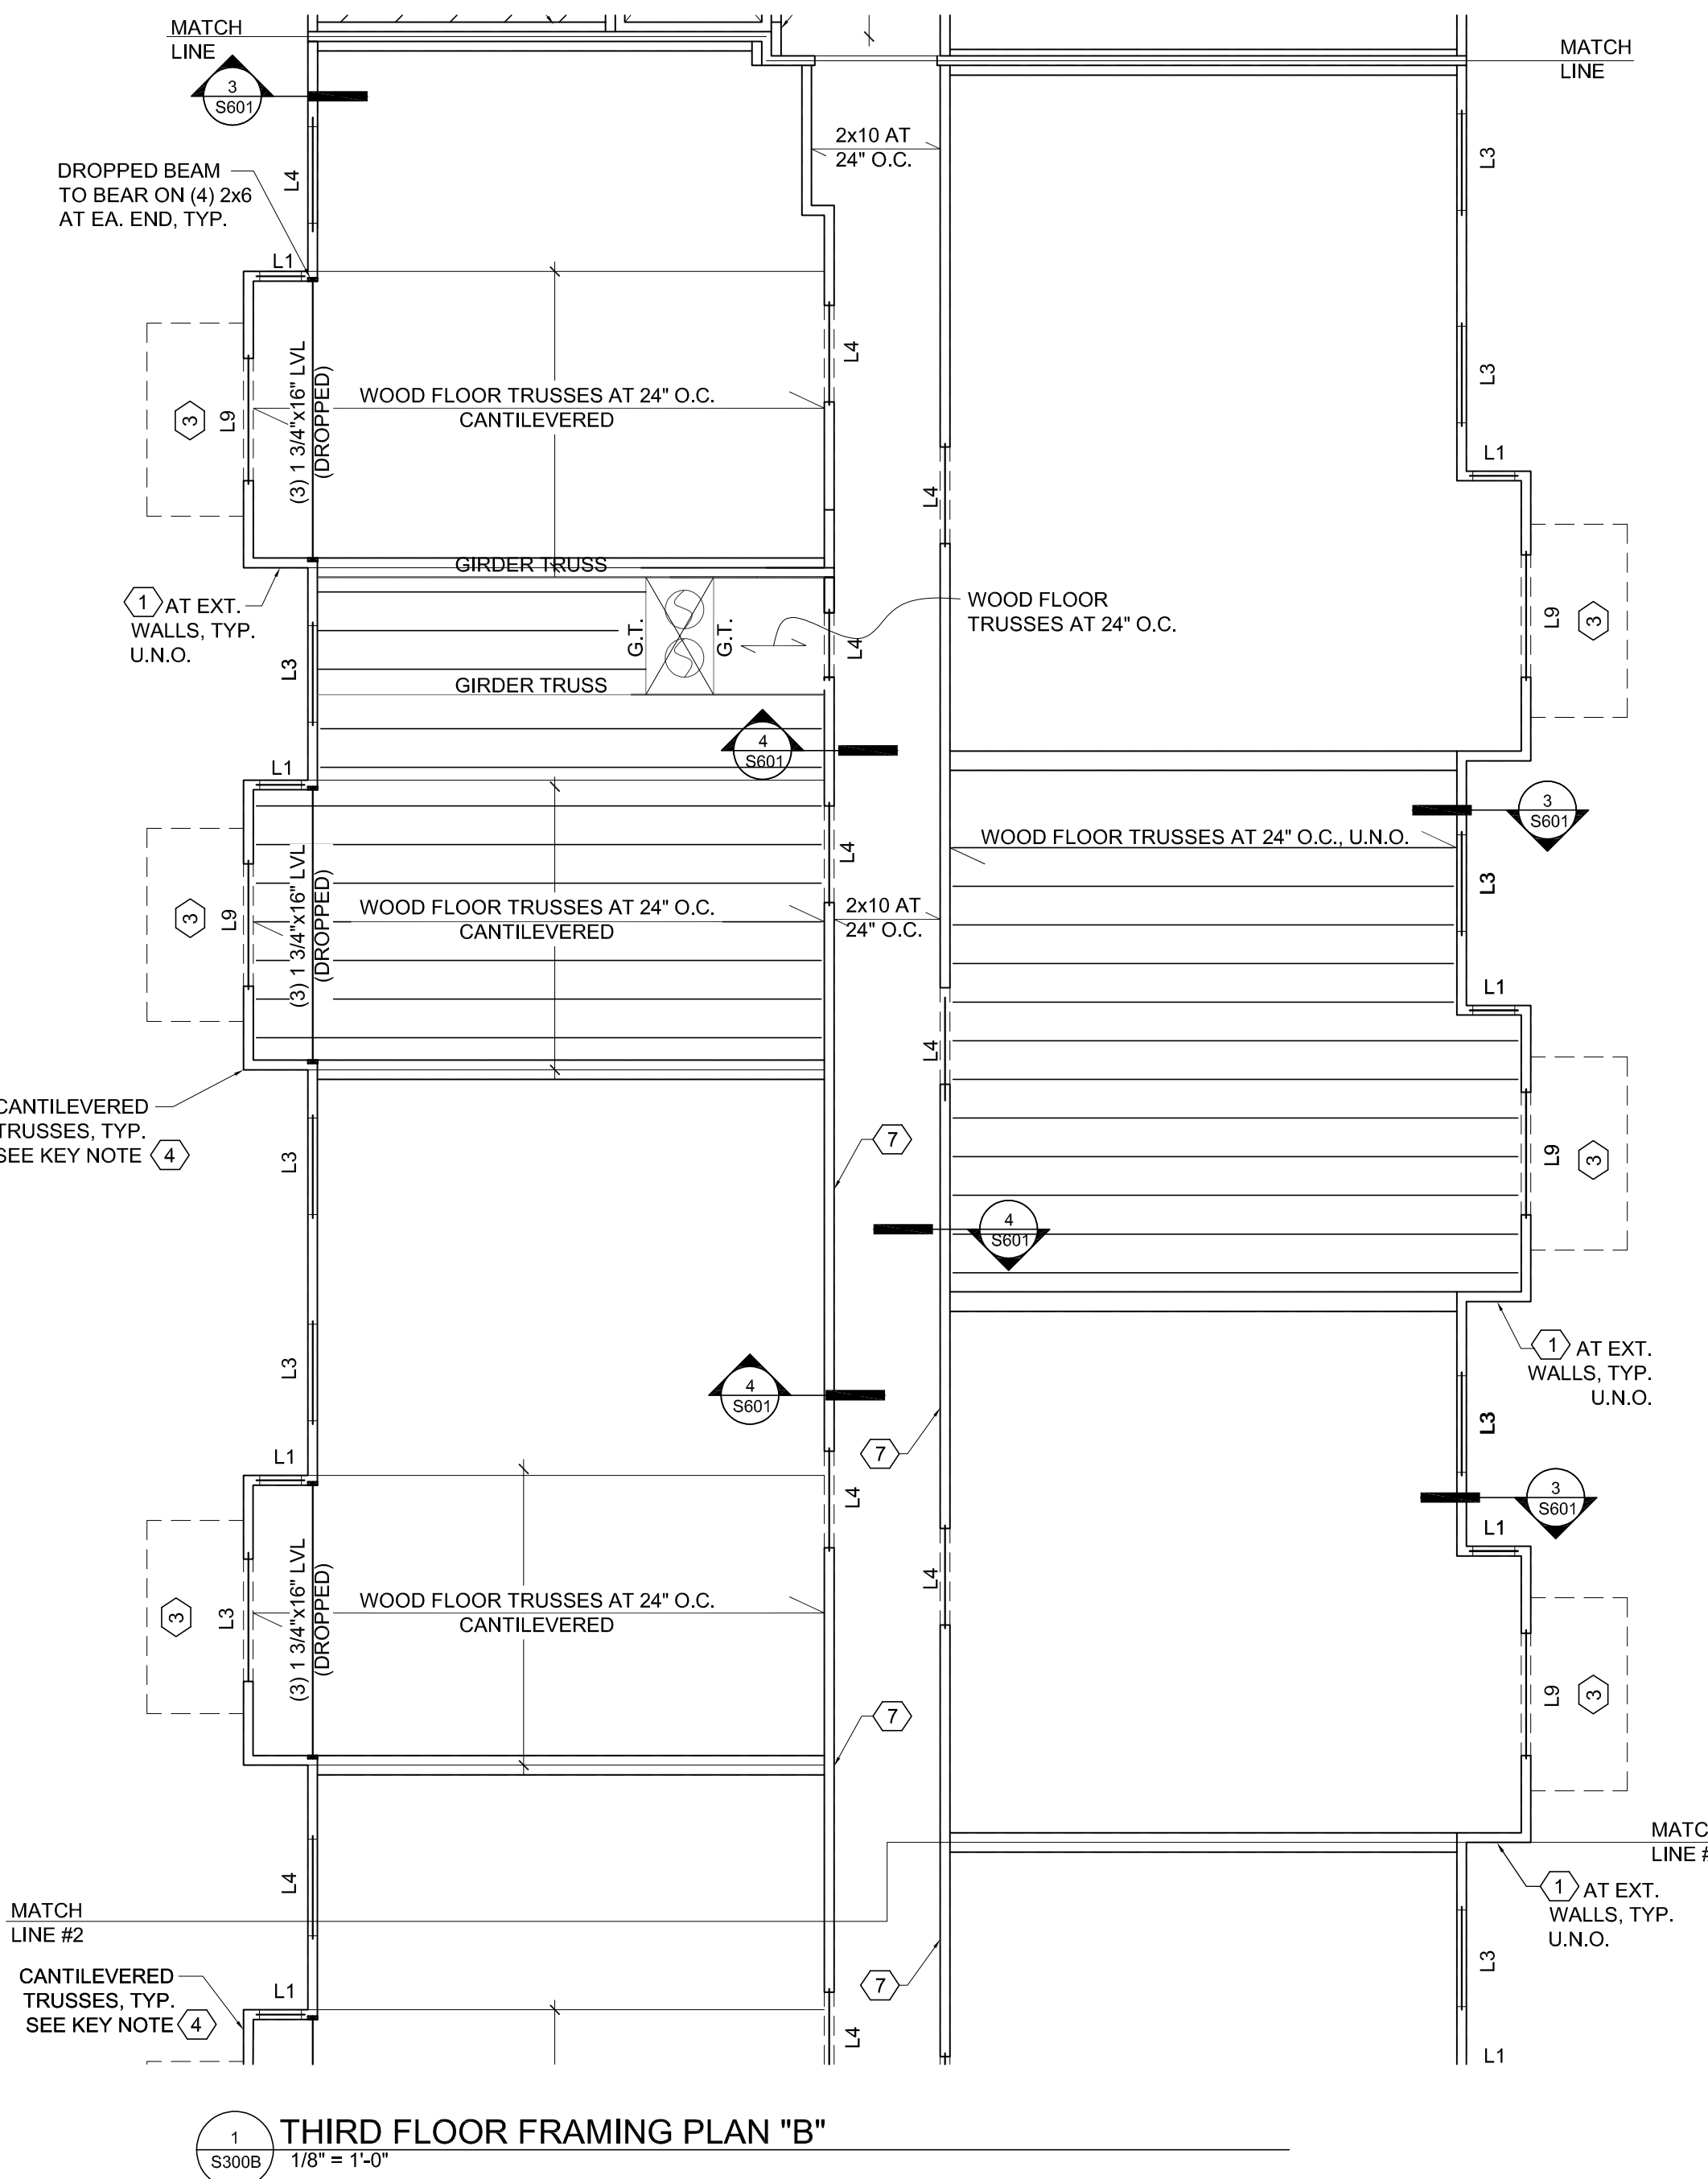 MATCH
LINE
MATCH
LINE
3
S601
2x10 AT
24" O.C.
L3
DROPPED BEAM
TO BEAR ON (4) 2x6
AT EA. END, TYP.
L4
L1
L4
L3
(3) 1 3/4"x16" LVL
(DROPPED)
WOOD FLOOR TRUSSES AT 24" O.C.
CANTILEVERED
3
L9
L1
L4
GIRDER TRUSS
1 AT EXT.
WALLS, TYP.
U.N.O.
WOOD FLOOR
TRUSSES AT 24" O.C.
G.T.
G.T.
L4
L9
3
L3
GIRDER TRUSS
4
S601
L1
3
S601
WOOD FLOOR TRUSSES AT 24" O.C., U.N.O.
L4
L3
(3) 1 3/4"x16" LVL
(DROPPED)
WOOD FLOOR TRUSSES AT 24" O.C.
CANTILEVERED
3
L9
2x10 AT
24" O.C.
L1
L4
CANTILEVERED
TRUSSES, TYP.
SEE KEY NOTE 4
7
L3
L9
3
4
S601
L3
1 AT EXT.
WALLS, TYP.
U.N.O.
4
S601
L3
7
L1
L4
3
S601
L1
L4
(3) 1 3/4"x16" LVL
(DROPPED)
WOOD FLOOR TRUSSES AT 24" O.C.
CANTILEVERED
3
L3
L9
3
7
MATC
LINE #
L4
1 AT EXT.
WALLS, TYP.
U.N.O.
MATCH
LINE #2
CANTILEVERED
TRUSSES, TYP.
SEE KEY NOTE 4
L1
7
L3
L4
L1
1
S300B
THIRD FLOOR FRAMING PLAN "B"
1/8" = 1'-0"